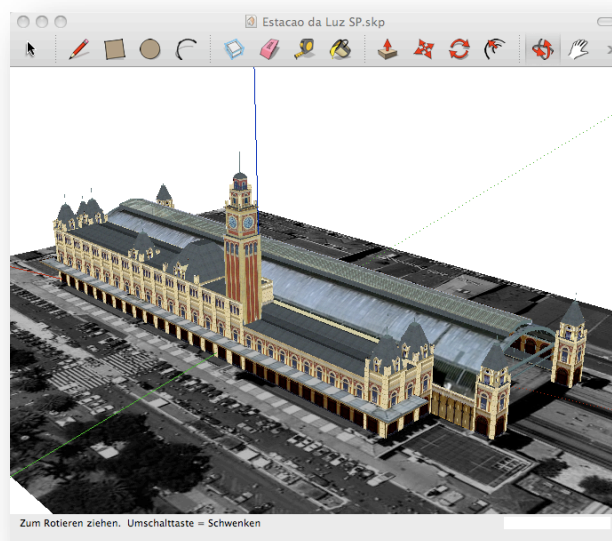 Estacao da Luz SP.skp
Zum Rotieren ziehen. Umschalttaste = Schwenken